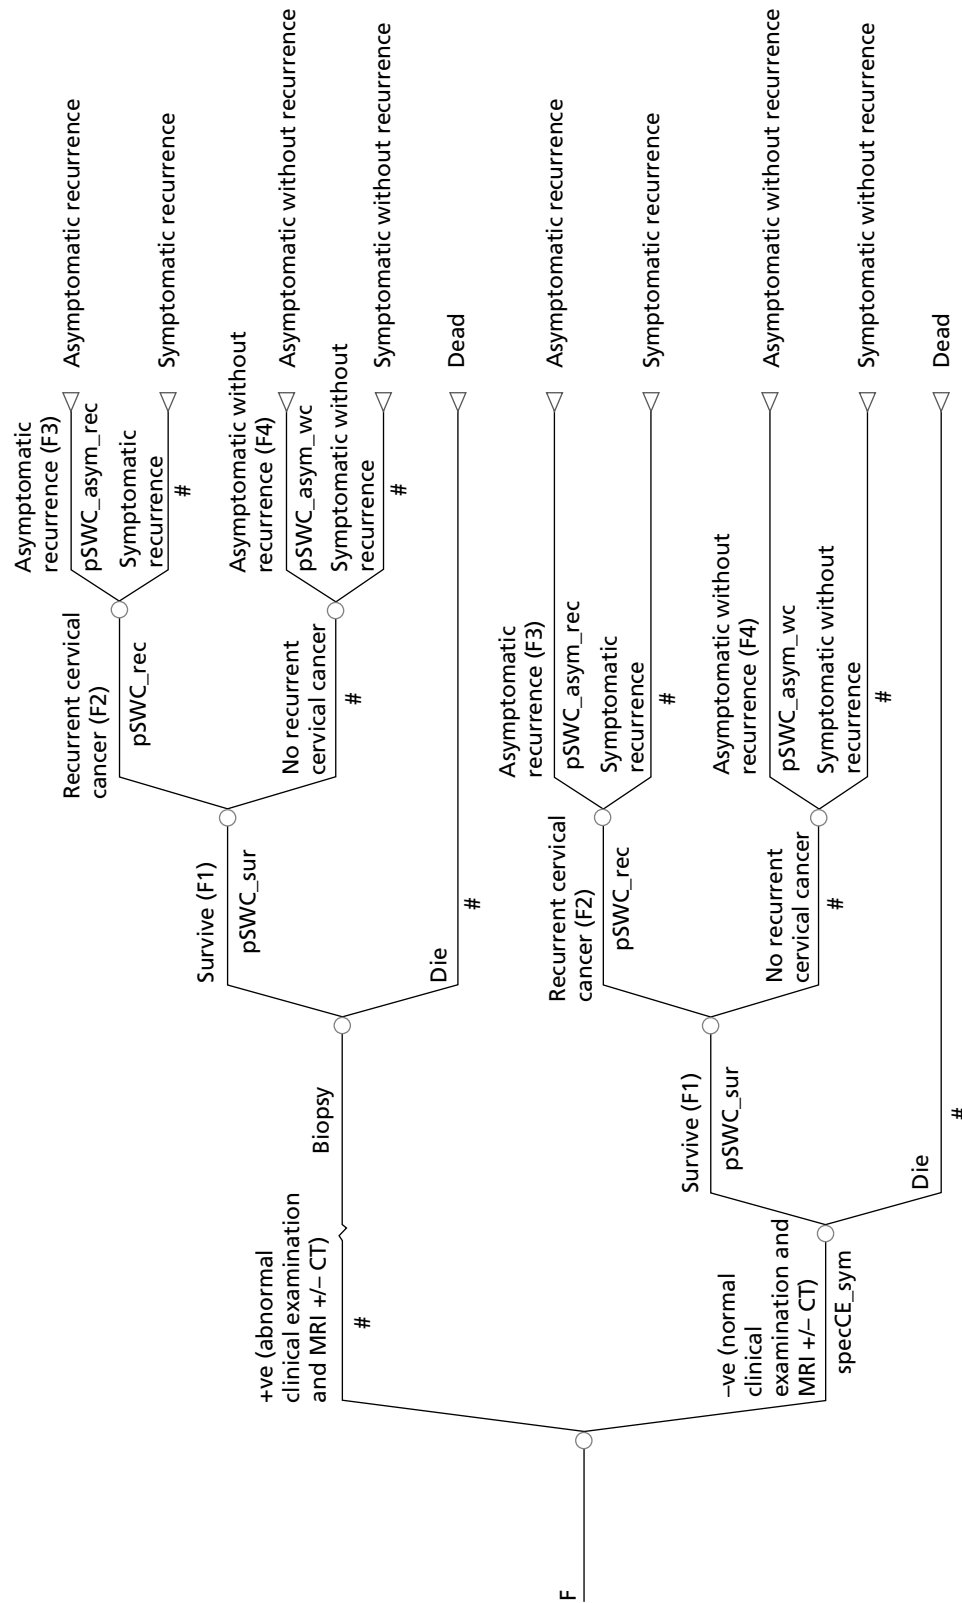 F
+ve (abnormal
clinical examination
and MRI +/– CT)
#
Biopsy
Survive (F1)
pSWC_sur
Recurrent cervical
cancer (F2)
pSWC_rec
Asymptomatic
recurrence (F3)
pSWC_asym_rec
Asymptomatic recurrence
Symptomatic
recurrence
#
Symptomatic recurrence
No recurrent
cervical cancer
#
Asymptomatic without
recurrence (F4)
pSWC_asym_wc
Asymptomatic without recurrence
Symptomatic without
recurrence
#
Symptomatic without recurrence
Die
#
Dead
–ve (normal
clinical
examination and
MRI +/– CT)
specCE_sym
Survive (F1)
pSWC_sur
Recurrent cervical
cancer (F2)
pSWC_rec
Asymptomatic
recurrence (F3)
pSWC_asym_rec
Asymptomatic recurrence
Symptomatic
recurrence
#
Symptomatic recurrence
No recurrent
cervical cancer
#
Asymptomatic without
recurrence (F4)
pSWC_asym_wc
Asymptomatic without recurrence
Symptomatic without
recurrence
#
Symptomatic without recurrence
Die
#
Dead